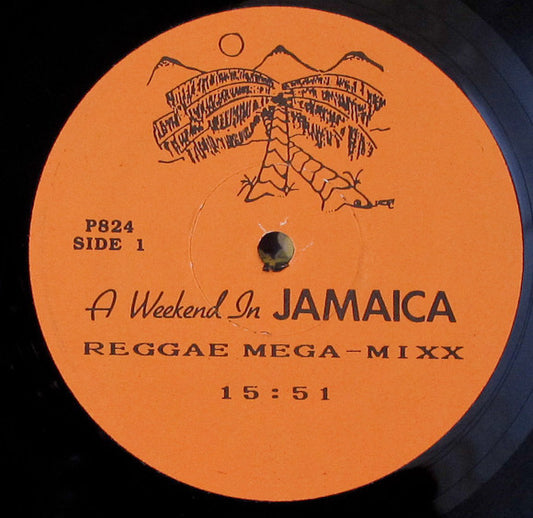 P824
SIDE 1
A Weekend In JAMAICA
REGGAE MEGA-MIXX
15:51